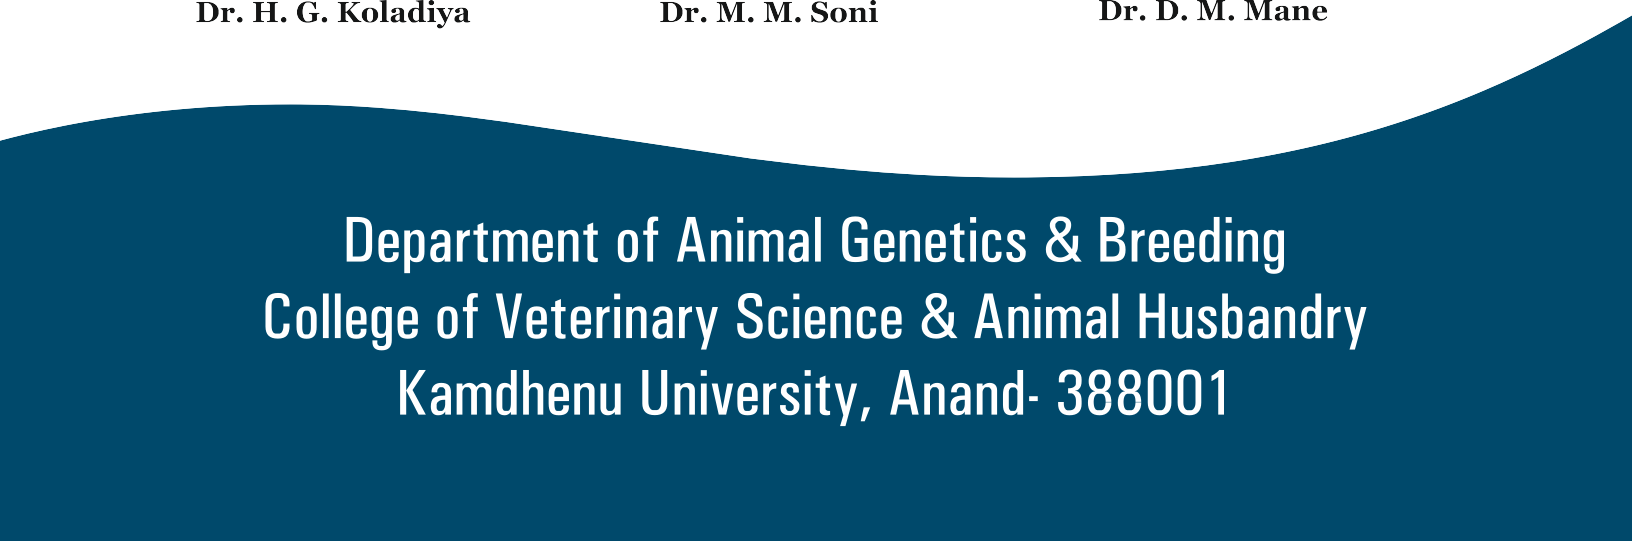 Dr. H. G. Koladiya Dr. M. M. Soni Dr. D. M. Mane
Department of Animal Genetics & Breeding
College of Veterinary Science & Animal Husbandry
Kamdhenu University, Anand- 388001